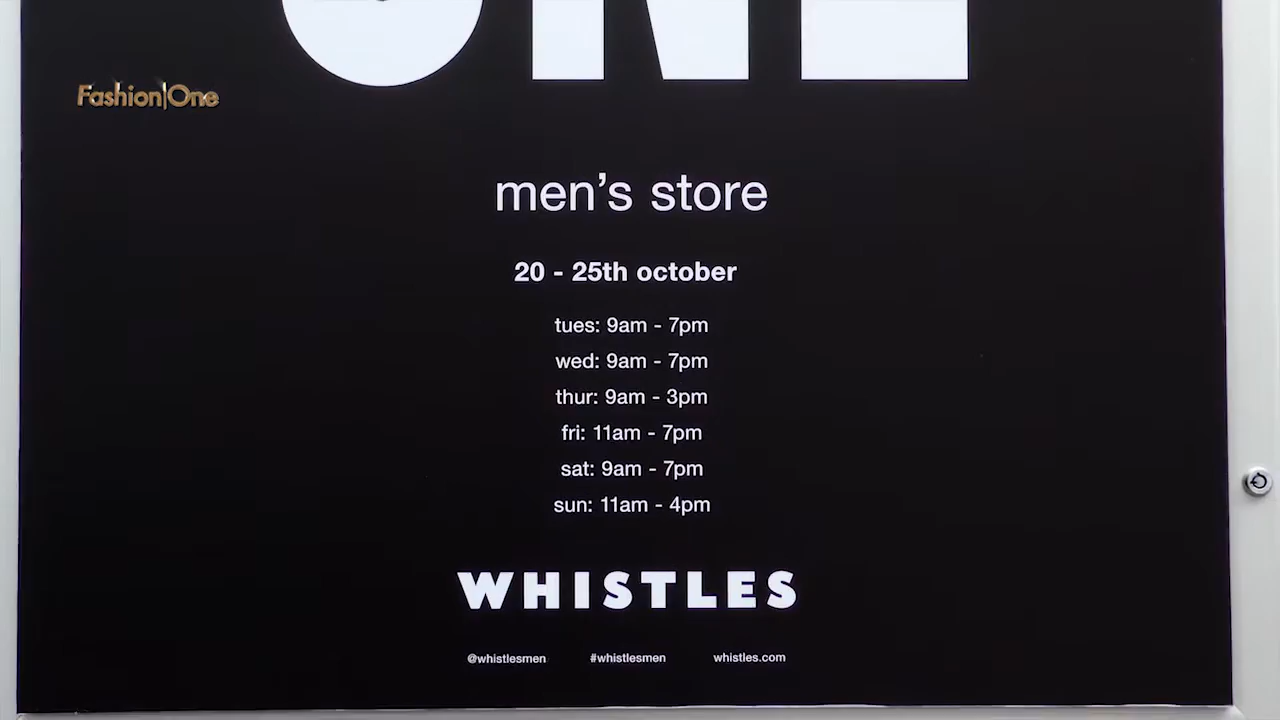 ONE
Fashion|One
men's store
20 - 25th october
tues: 9am - 7pm
wed: 9am - 7pm
thur: 9am - 3pm
fri: 11am - 7pm
sat: 9am - 7pm
sun: 11am - 4pm
WHISTLES
@whistlesmen #whistlesmen whistles.com